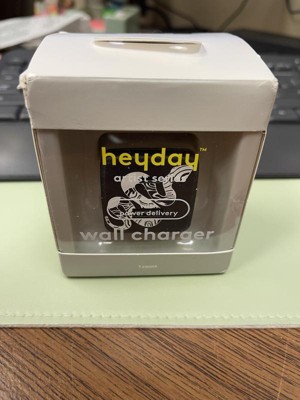 heyday™
artist series
power delivery
wall charger